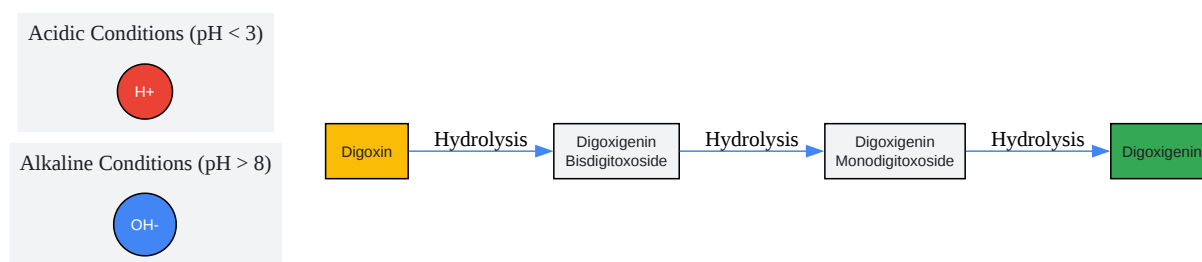 Acidic Conditions (pH < 3)
H+
Alkaline Conditions (pH > 8)
OH-
Digoxin
Hydrolysis
Digoxigenin
Bisdigitoxoside
Hydrolysis
Digoxigenin
Monodigitoxoside
Hydrolysis
Digoxigenin